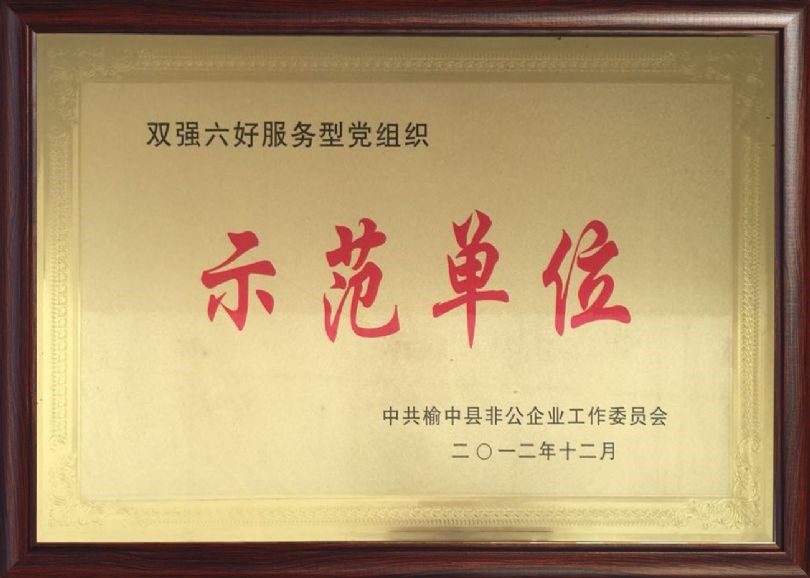 双强六好服务型党组织
示范单位
中共榆中县非公企业工作委员会
二〇一二年十二月